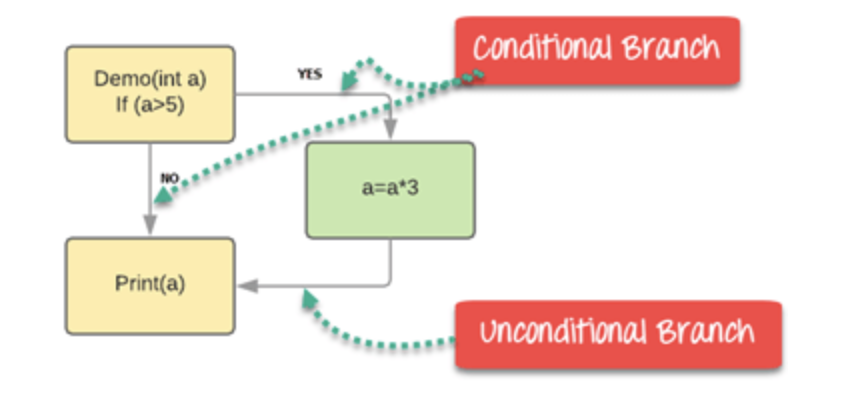 Conditional Branch
Demo(int a)
If (a>5)
YES
NO
a=a*3
Print(a)
Unconditional Branch